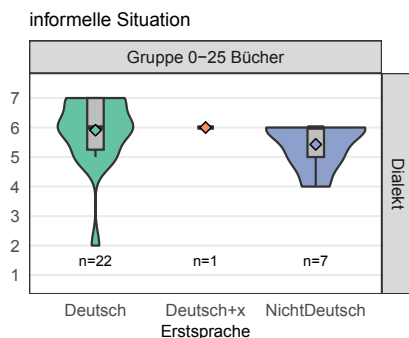 informelle Situation
Gruppe 0−25 Bücher
7
6
5
4
3
2
1
n=22 n=1 n=7
Dialekt
Deutsch Deutsch+x NichtDeutsch
Erstsprache